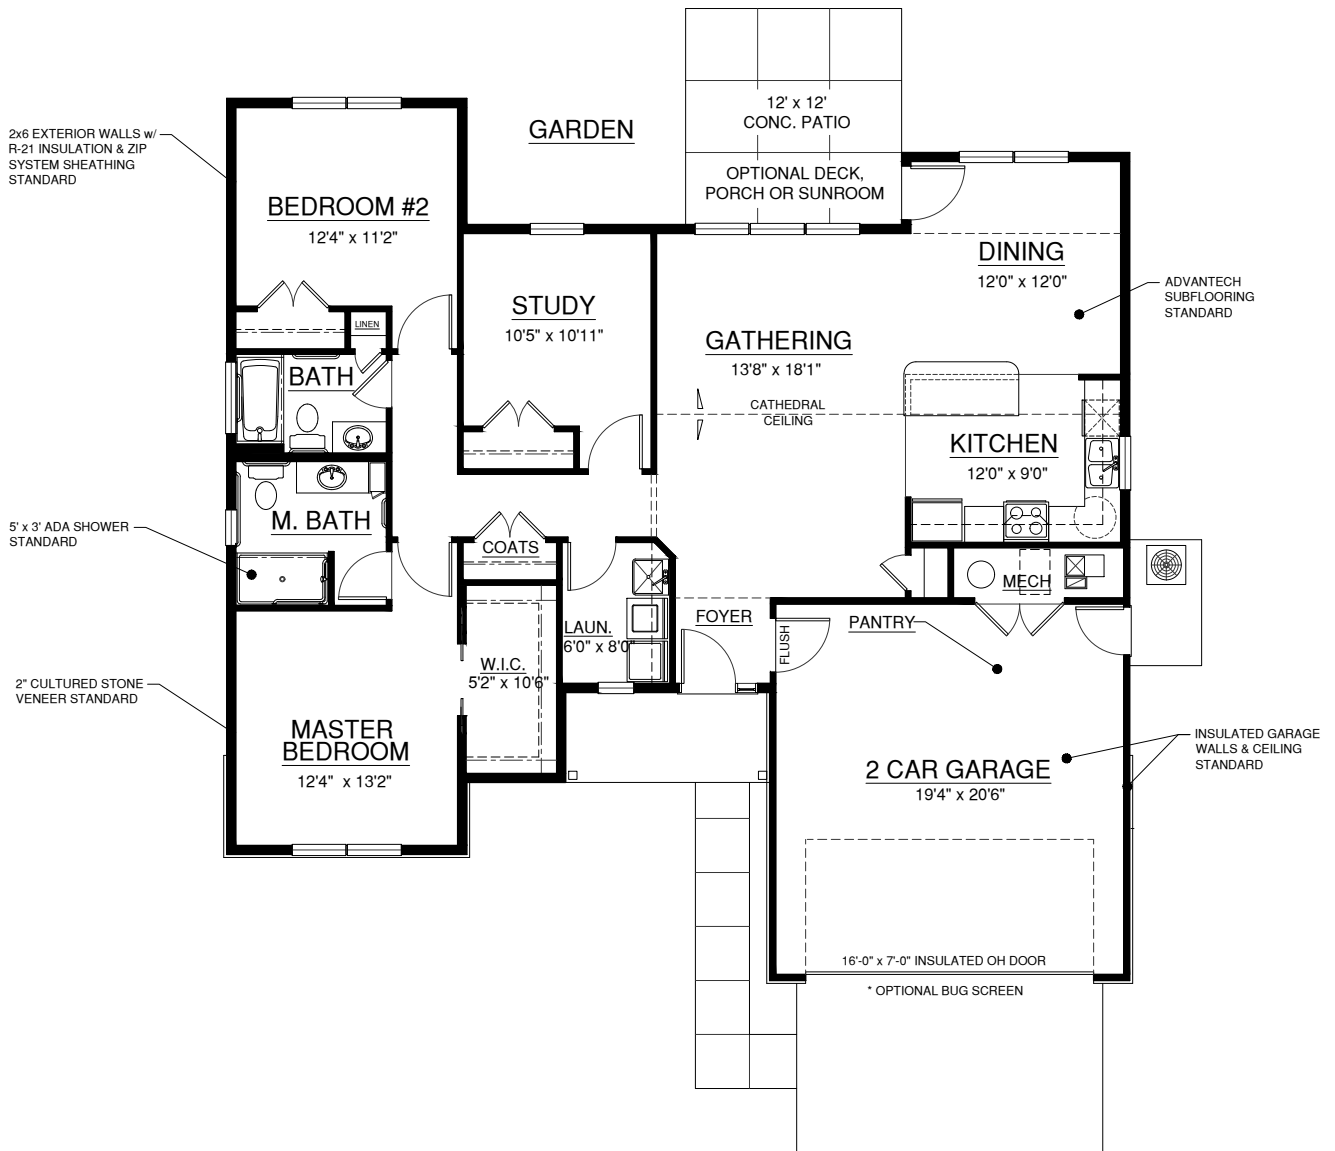 12' x 12'
CONC. PATIO
GARDEN
2x6 EXTERIOR WALLS w/
R-21 INSULATION & ZIP
SYSTEM SHEATHING
STANDARD
OPTIONAL DECK,
PORCH OR SUNROOM
BEDROOM #2
12'4" x 11'2"
DINING
12'0" x 12'0"
ADVANTECH
SUBFLOORING
STANDARD
STUDY
10'5" x 10'11"
LINEN
GATHERING
13'8" x 18'1"
BATH
CATHEDRAL
CEILING
KITCHEN
12'0" x 9'0"
M. BATH
5' x 3' ADA SHOWER
STANDARD
COATS
MECH
FOYER
PANTRY
LAUN.
6'0" x 8'0"
FLUSH
W.I.C.
5'2" x 10'6"
2" CULTURED STONE
VENEER STANDARD
MASTER
BEDROOM
12'4" x 13'2"
INSULATED GARAGE
WALLS & CEILING
STANDARD
2 CAR GARAGE
19'4" x 20'6"
16'-0" x 7'-0" INSULATED OH DOOR
* OPTIONAL BUG SCREEN